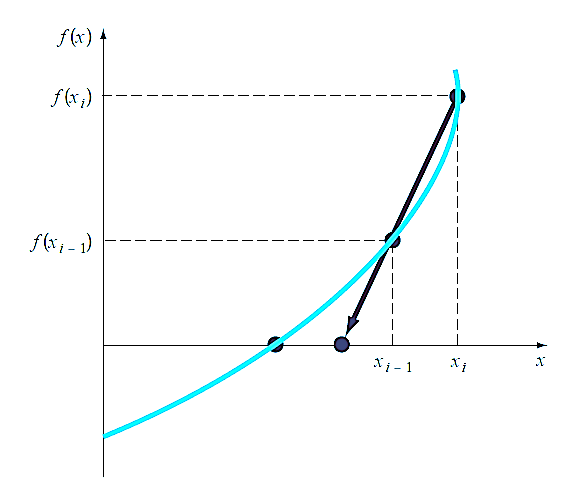 f(x)
f(x_i)
f(x_{i-1})
x_{i-1}
x_i
x